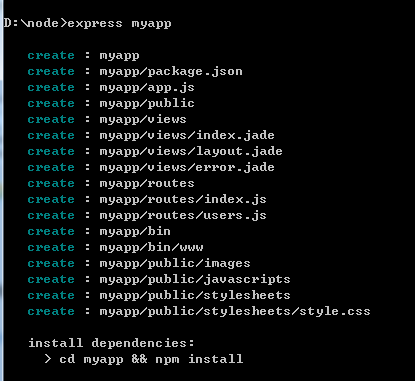 D:\node>express myapp
create : myapp
create : myapp/package.json
create : myapp/app.js
create : myapp/public
create : myapp/views
create : myapp/views/index.jade
create : myapp/views/layout.jade
create : myapp/views/error.jade
create : myapp/routes
create : myapp/routes/index.js
create : myapp/routes/users.js
create : myapp/bin
create : myapp/bin/www
create : myapp/public/images
create : myapp/public/javascripts
create : myapp/public/stylesheets
create : myapp/public/stylesheets/style.css
install dependencies:
> cd myapp && npm install